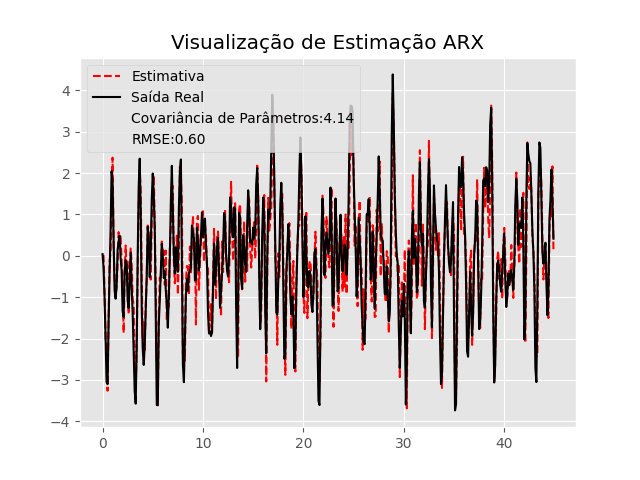 Visualização de Estimação ARX
Estimativa
Saída Real
Covariância de Parâmetros:4.14
RMSE:0.60
4
3
2
1
0
−1
−2
−3
−4
0 10 20 30 40